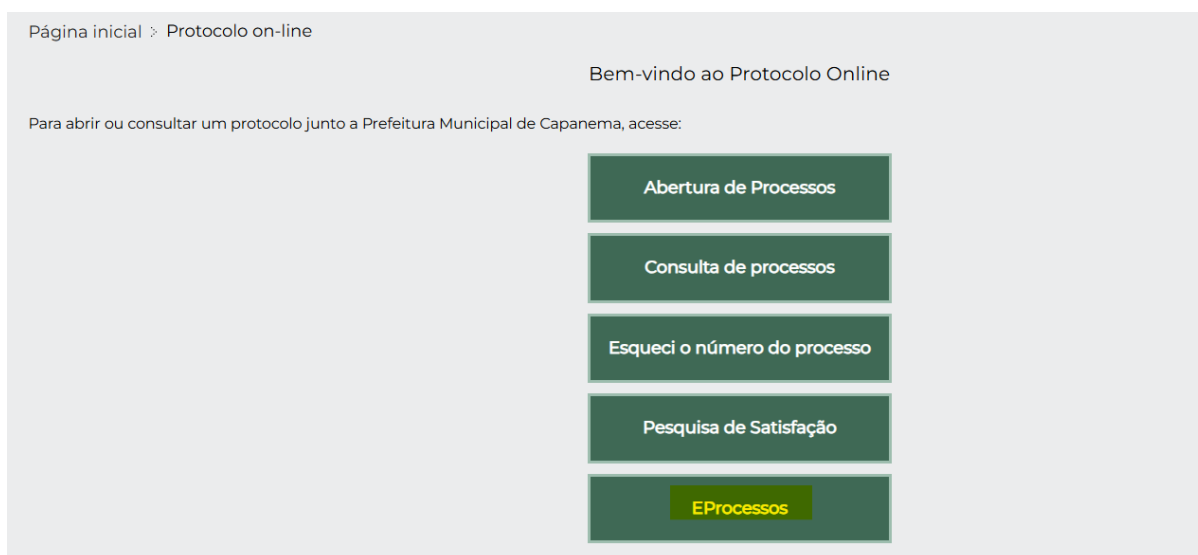 Página inicial > Protocolo on-line
Bem-vindo ao Protocolo Online
Para abrir ou consultar um protocolo junto a Prefeitura Municipal de Capanema, acesse:
Abertura de Processos
Consulta de processos
Esqueci o número do processo
Pesquisa de Satisfação
EProcessos